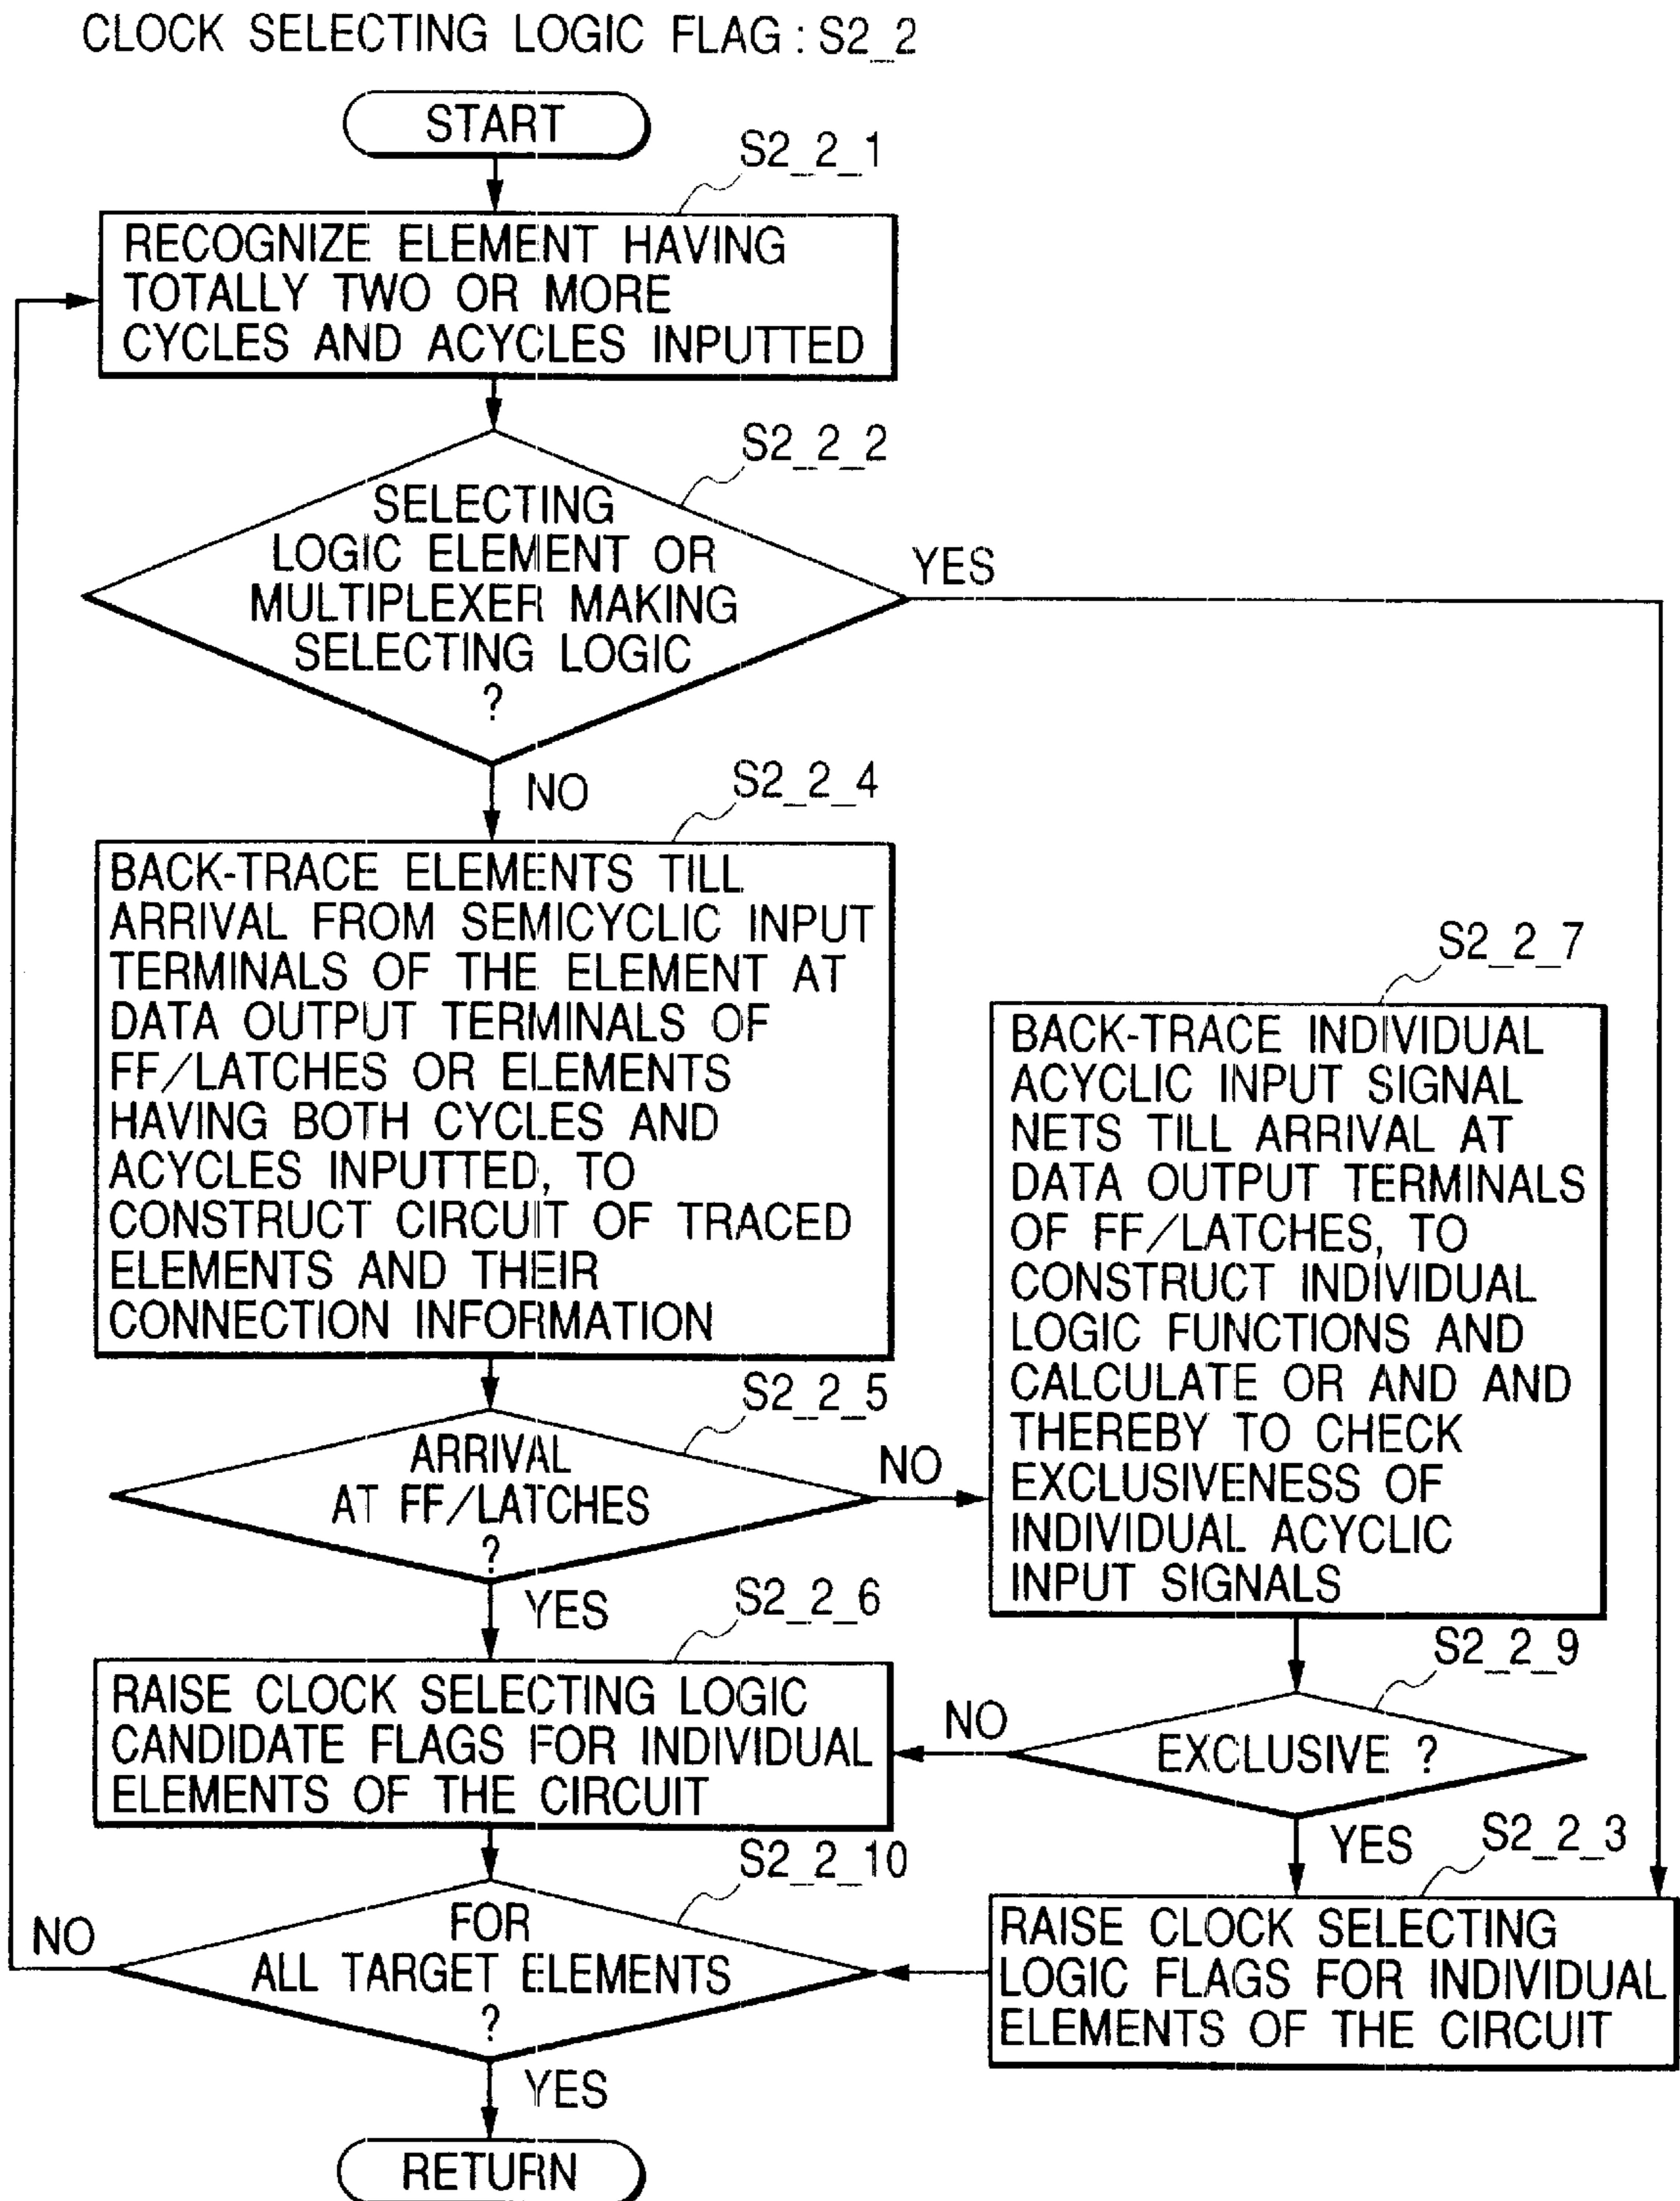 CLOCK SELECTING LOGIC FLAG : S2_2
START
S2_2_1
RECOGNIZE ELEMENT HAVING
TOTALLY TWO OR MORE
CYCLES AND ACYCLES INPUTTED
S2_2_2
SELECTING
LOGIC ELEMENT OR
MULTIPLEXER MAKING
SELECTING LOGIC
?
YES
NO
S2_2_4
BACK-TRACE ELEMENTS TILL
ARRIVAL FROM SEMICYCLIC INPUT
TERMINALS OF THE ELEMENT AT
DATA OUTPUT TERMINALS OF
FF/LATCHES OR ELEMENTS
HAVING BOTH CYCLES AND
ACYCLES INPUTTED, TO
CONSTRUCT CIRCUIT OF TRACED
ELEMENTS AND THEIR
CONNECTION INFORMATION
S2_2_5
ARRIVAL
AT FF/LATCHES
?
NO
YES
S2_2_7
BACK-TRACE INDIVIDUAL
ACYCLIC INPUT SIGNAL
NETS TILL ARRIVAL AT
DATA OUTPUT TERMINALS
OF FF/LATCHES, TO
CONSTRUCT INDIVIDUAL
LOGIC FUNCTIONS AND
CALCULATE OR AND AND
THEREBY TO CHECK
EXCLUSIVENESS OF
INDIVIDUAL ACYCLIC
INPUT SIGNALS
S2_2_6
RAISE CLOCK SELECTING LOGIC
CANDIDATE FLAGS FOR INDIVIDUAL
ELEMENTS OF THE CIRCUIT
S2_2_9
NO
EXCLUSIVE ?
YES
S2_2_3
RAISE CLOCK SELECTING
LOGIC FLAGS FOR INDIVIDUAL
ELEMENTS OF THE CIRCUIT
S2_2_10
NO
FOR
ALL TARGET ELEMENTS
?
YES
RETURN